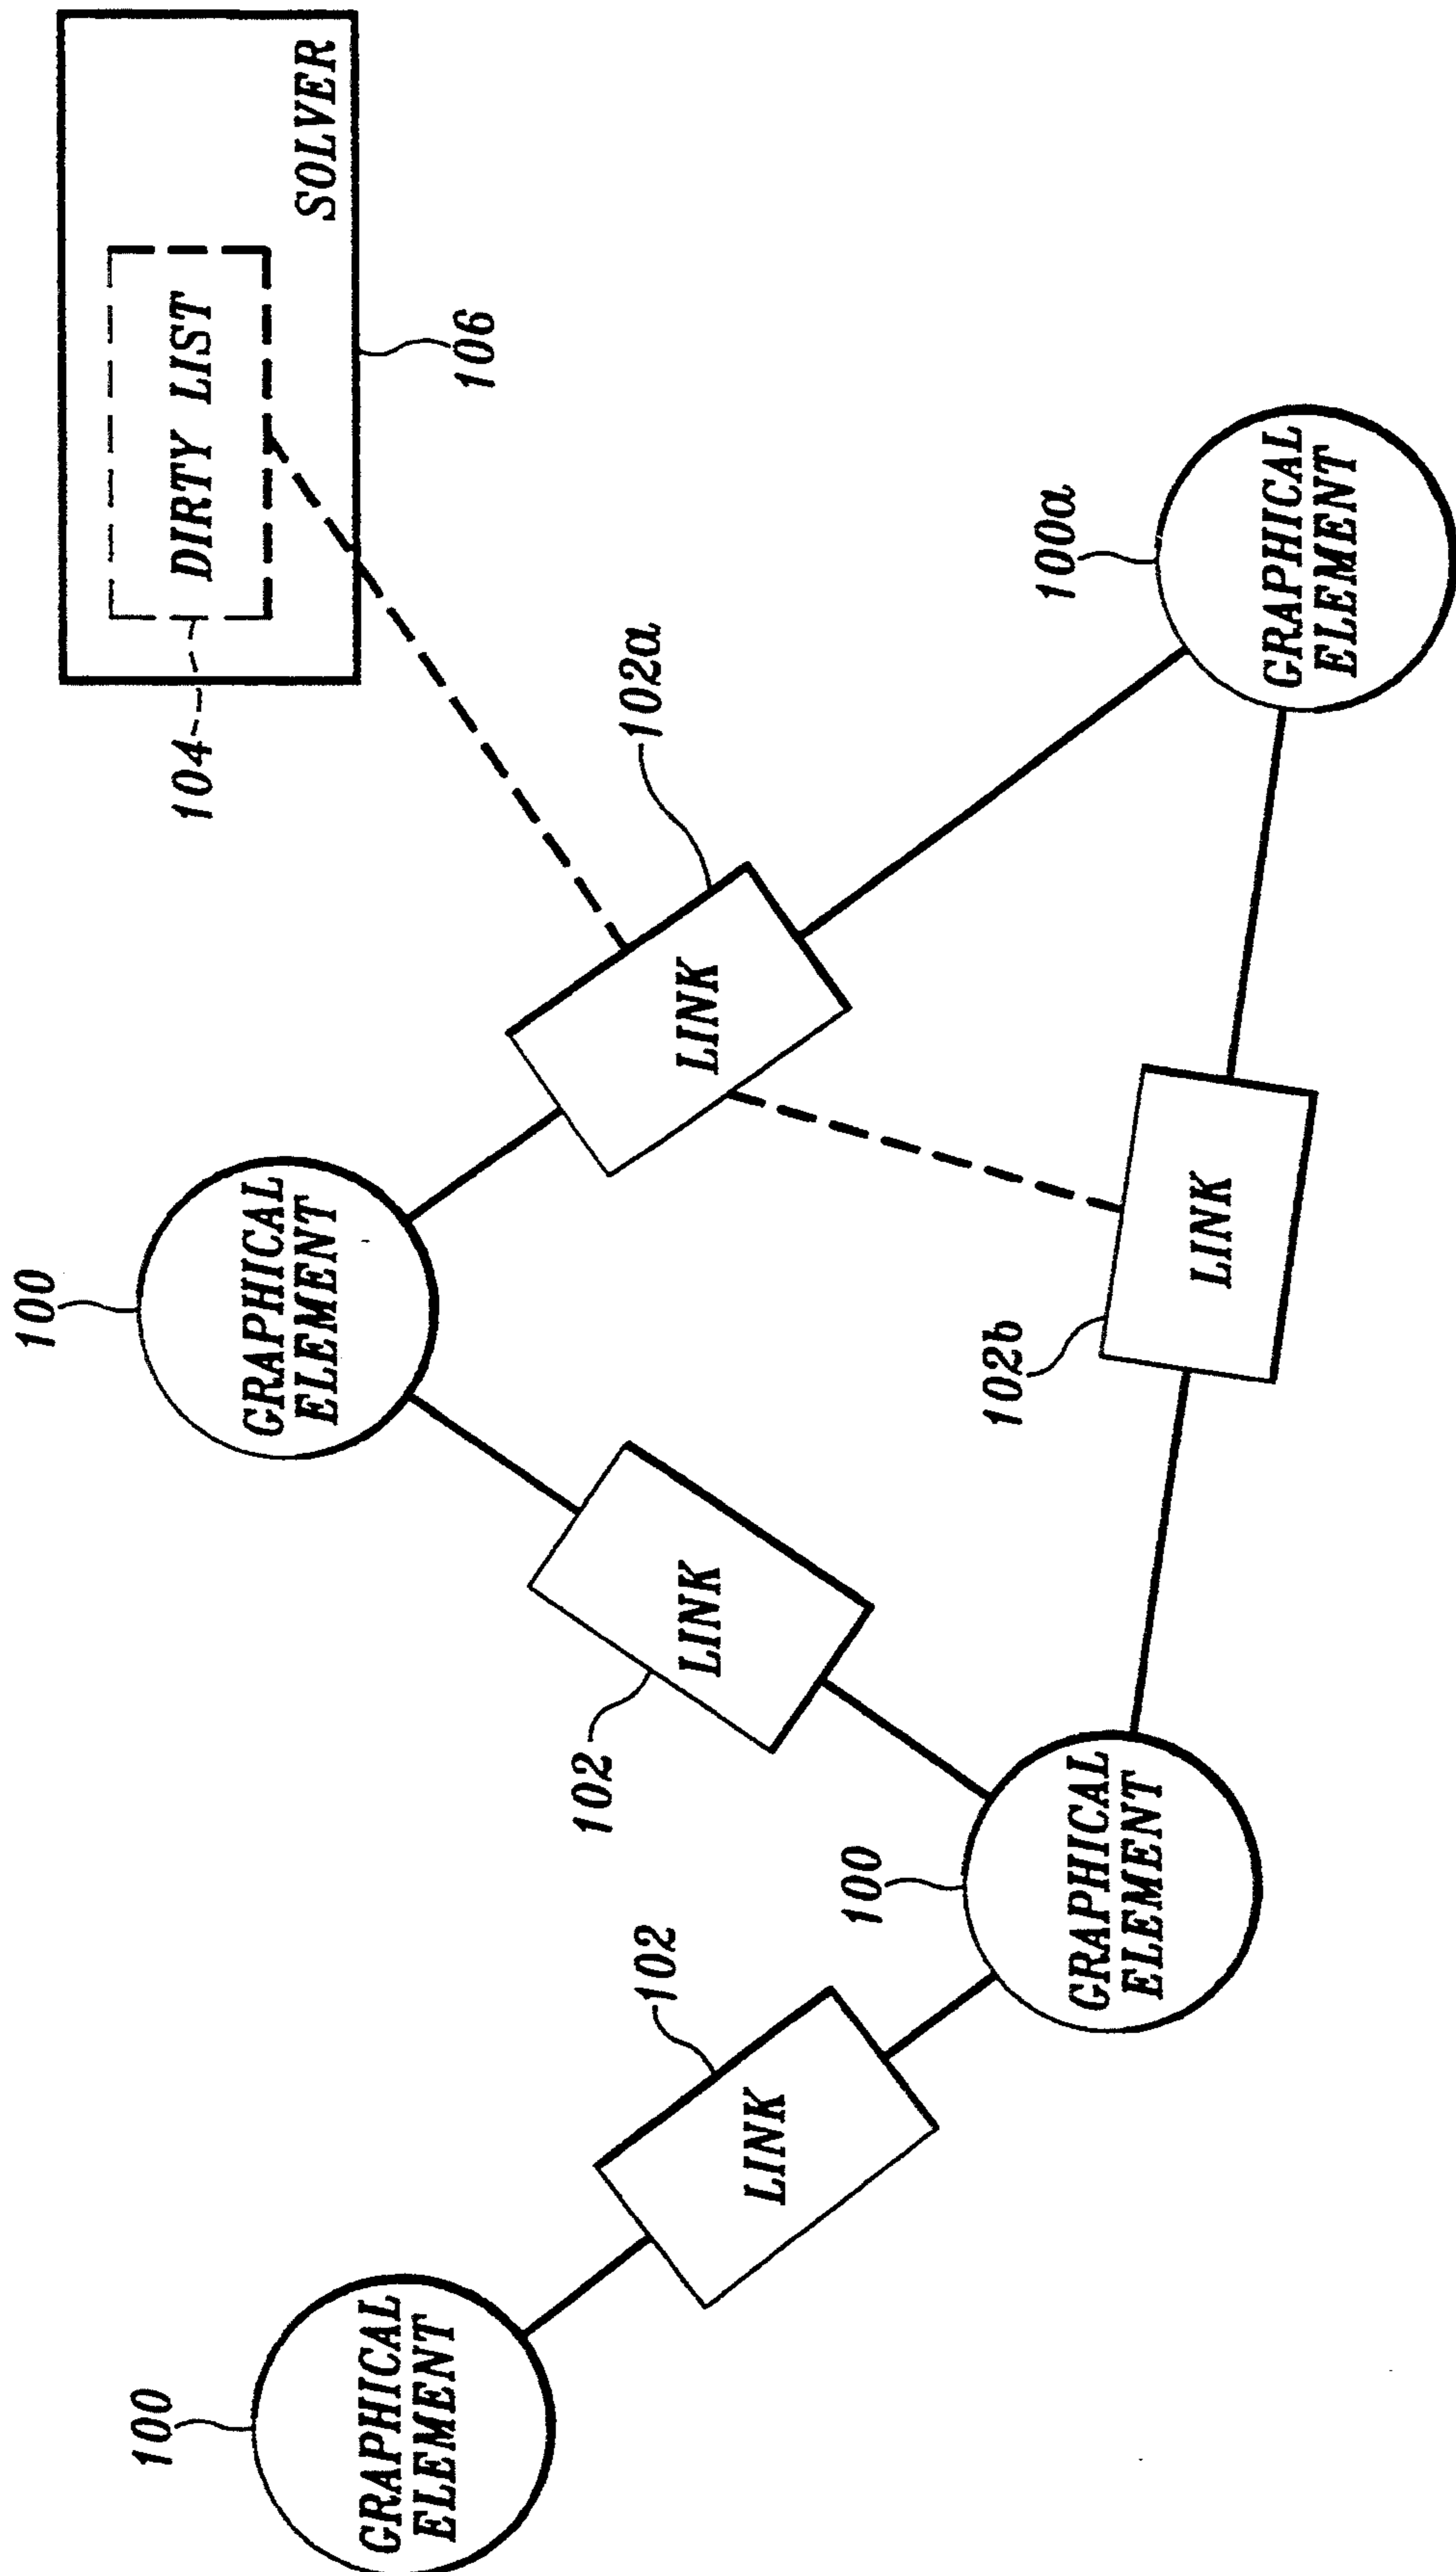 100
100
104
DIRTY LIST
GRAPHICAL
ELEMENT
SOLVER
GRAPHICAL
ELEMENT
106
102
102a
102
LINK
LINK
LINK
100
102b
100a
GRAPHICAL
ELEMENT
LINK
GRAPHICAL
ELEMENT